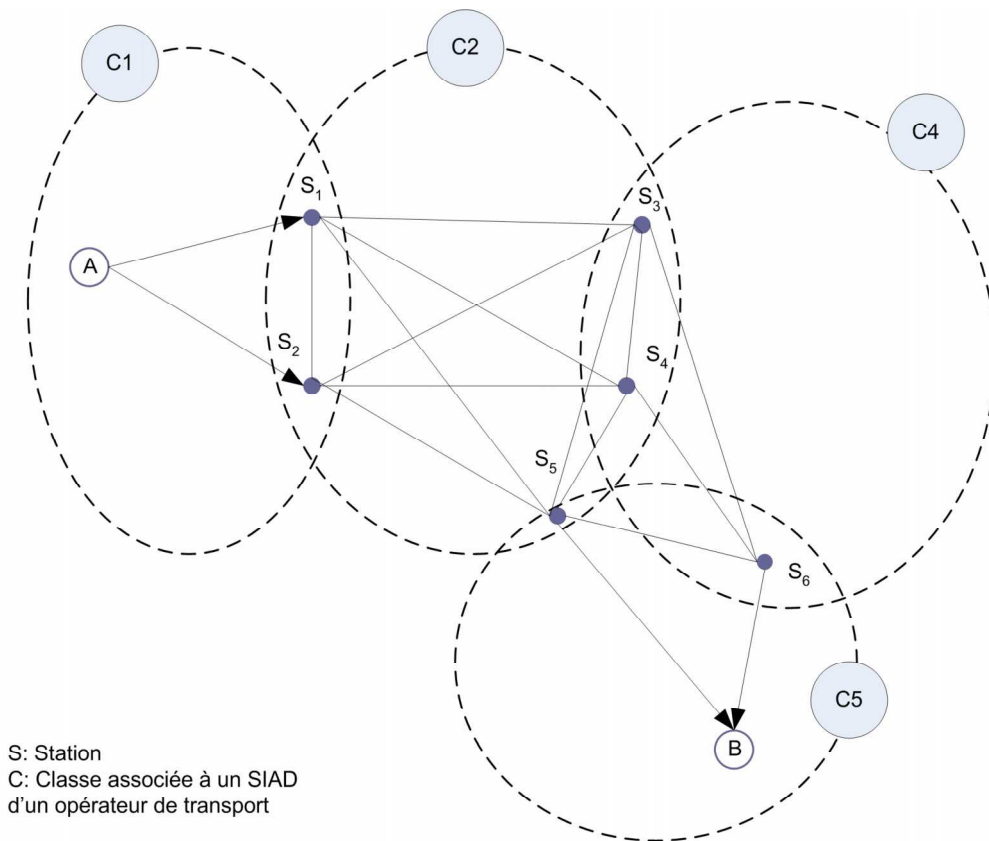 C1
C2
C4
S1
S3
A
S2
S4
S5
S6
C5
B
S: Station
C: Classe associée à un SIAD
d'un opérateur de transport